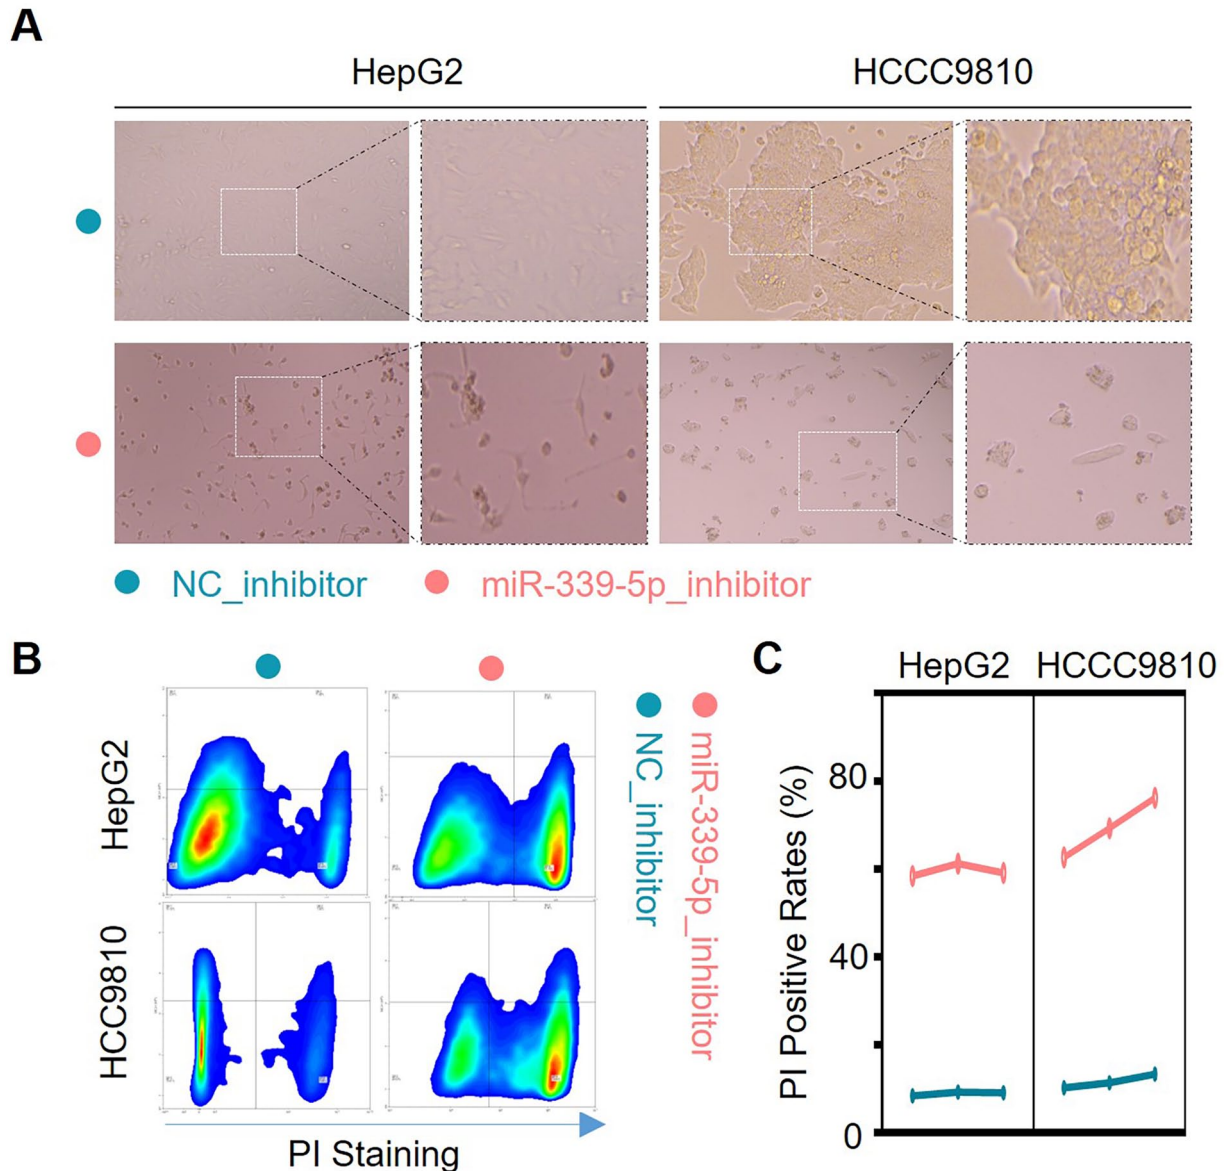 A
HepG2
HCCC9810
NC_inhibitor
miR-339-5p_inhibitor
B
HepG2
HCC9810
PI Staining
NC_inhibitor
miR-339-5p_inhibitor
C
HepG2
HCCC9810
PI Positive Rates (%)
80
40
0